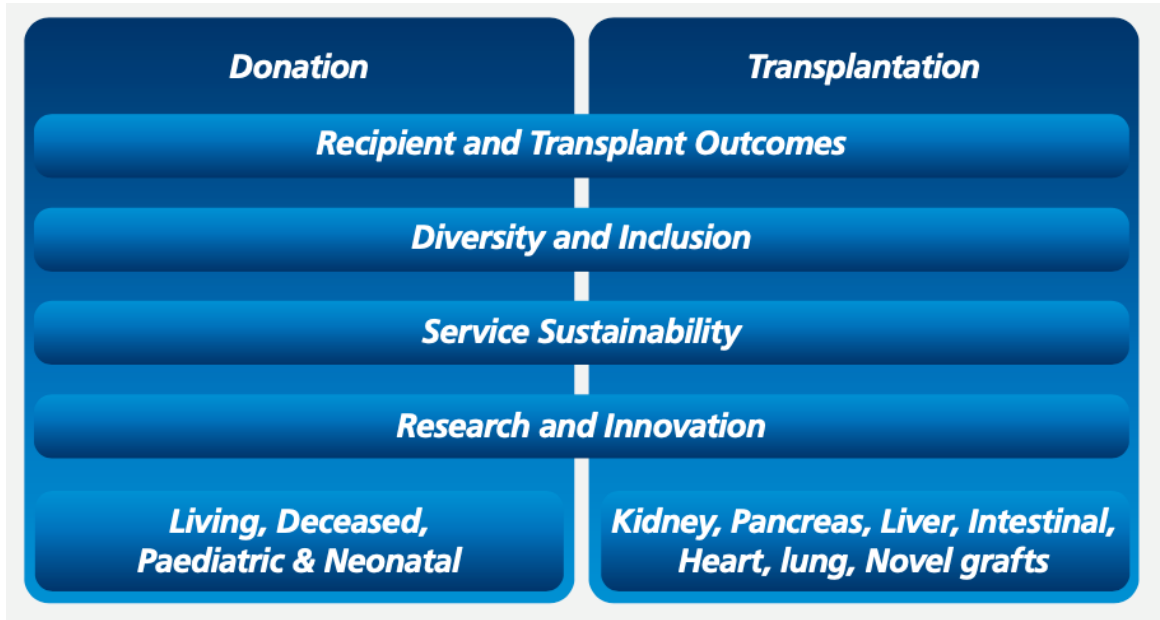 Donation
Transplantation
Recipient and Transplant Outcomes
Diversity and Inclusion
Service Sustainability
Research and Innovation
Living, Deceased,
Paediatric & Neonatal
Kidney, Pancreas, Liver, Intestinal,
Heart, lung, Novel grafts